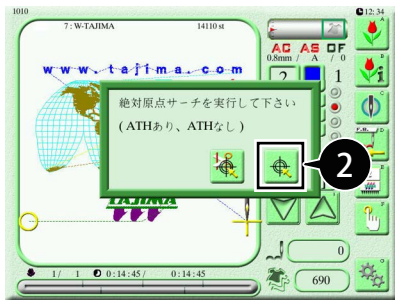 1010
12:34
7 : W-TAJIMA 14110 st
AC AS OF
0.8mm / A / 0
www.tajima.com
2 1
絶対原点サーチを実行して下さい
( ATHあり、ATHなし )
2
TAJIMA
1/ 1 0:14:45/ 0:14:45
0
690